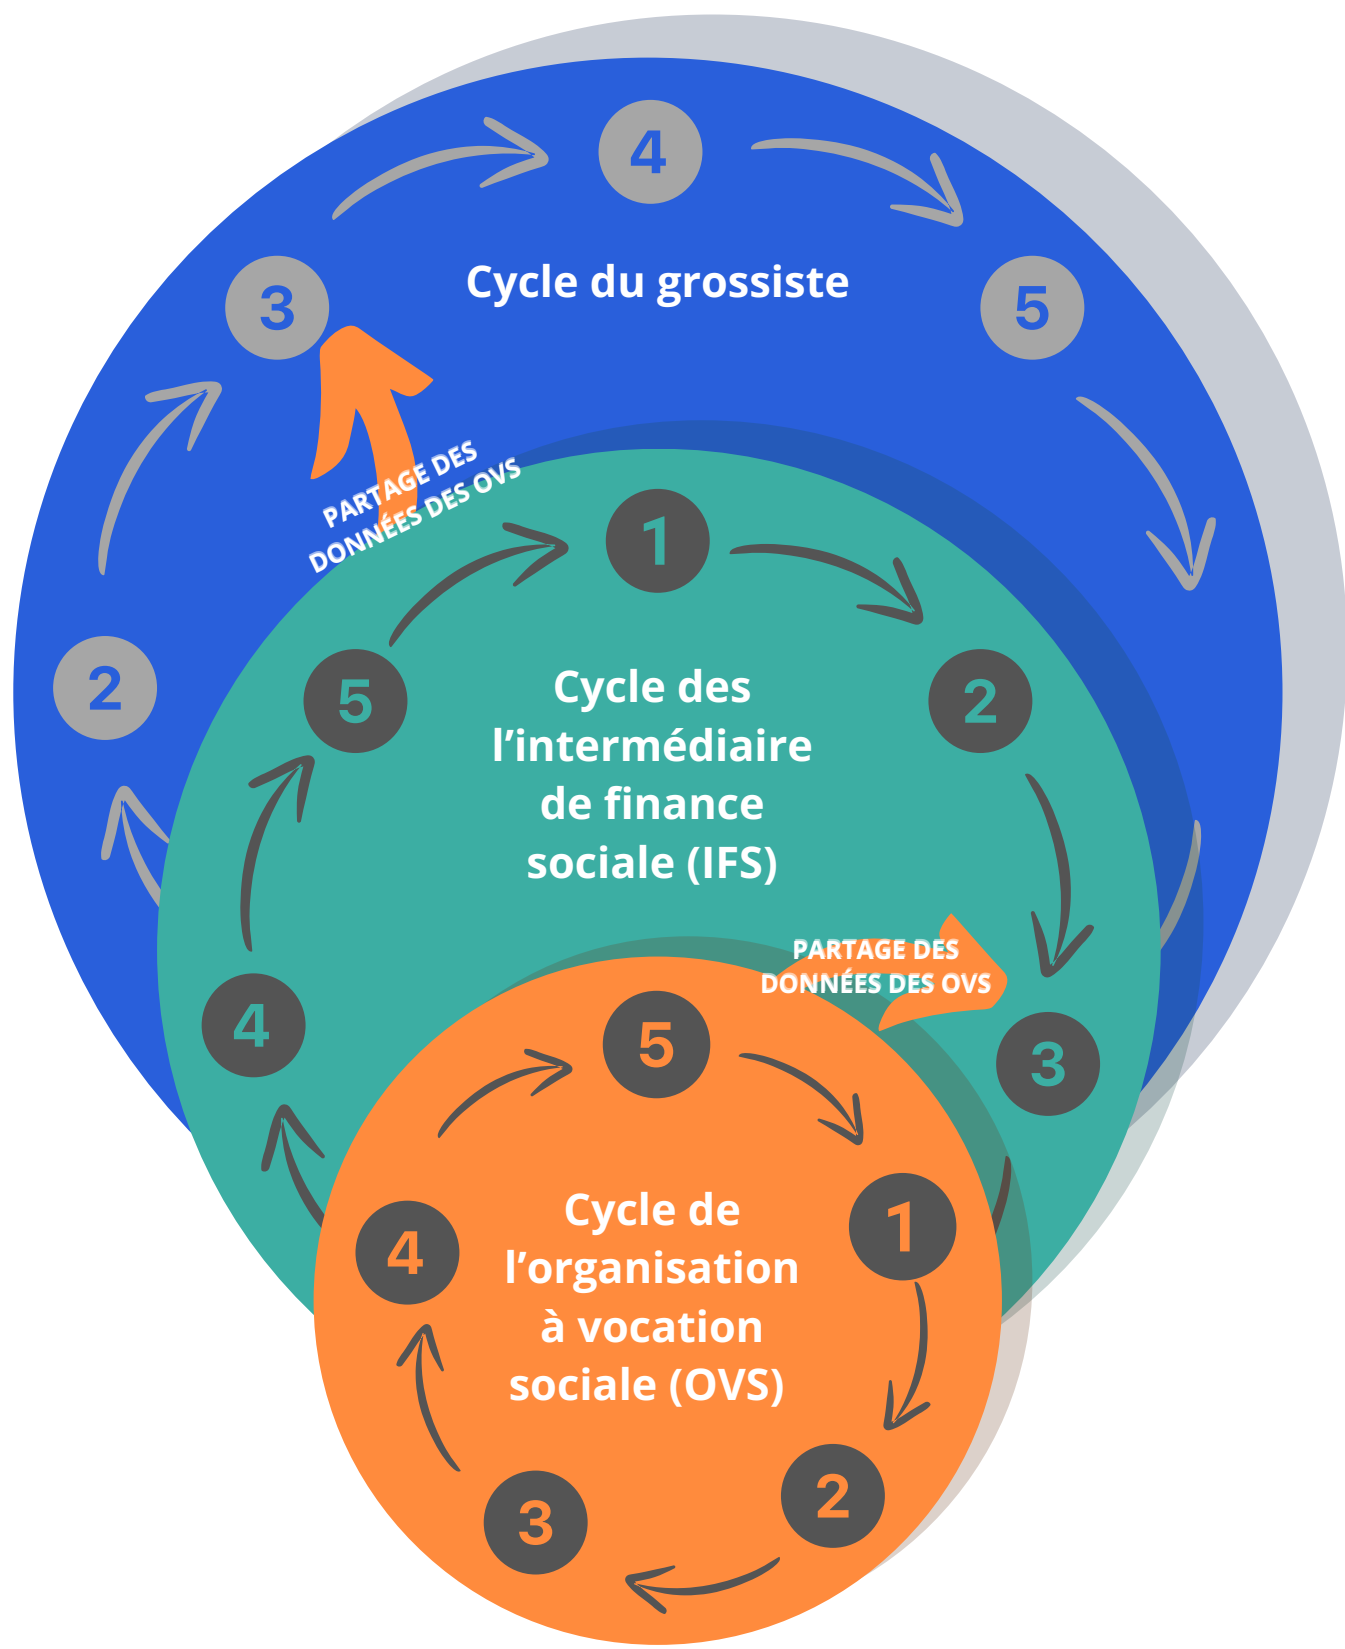 4
Cycle du grossiste
3
5
PARTAGE DES
DONNÉES DES OVS
1
2
5
2
Cycle des
l’intermédiaire
de finance
sociale (IFS)
PARTAGE DES
DONNÉES DES OVS
4
3
5
1
4
Cycle de
l’organisation
à vocation
sociale (OVS)
2
3